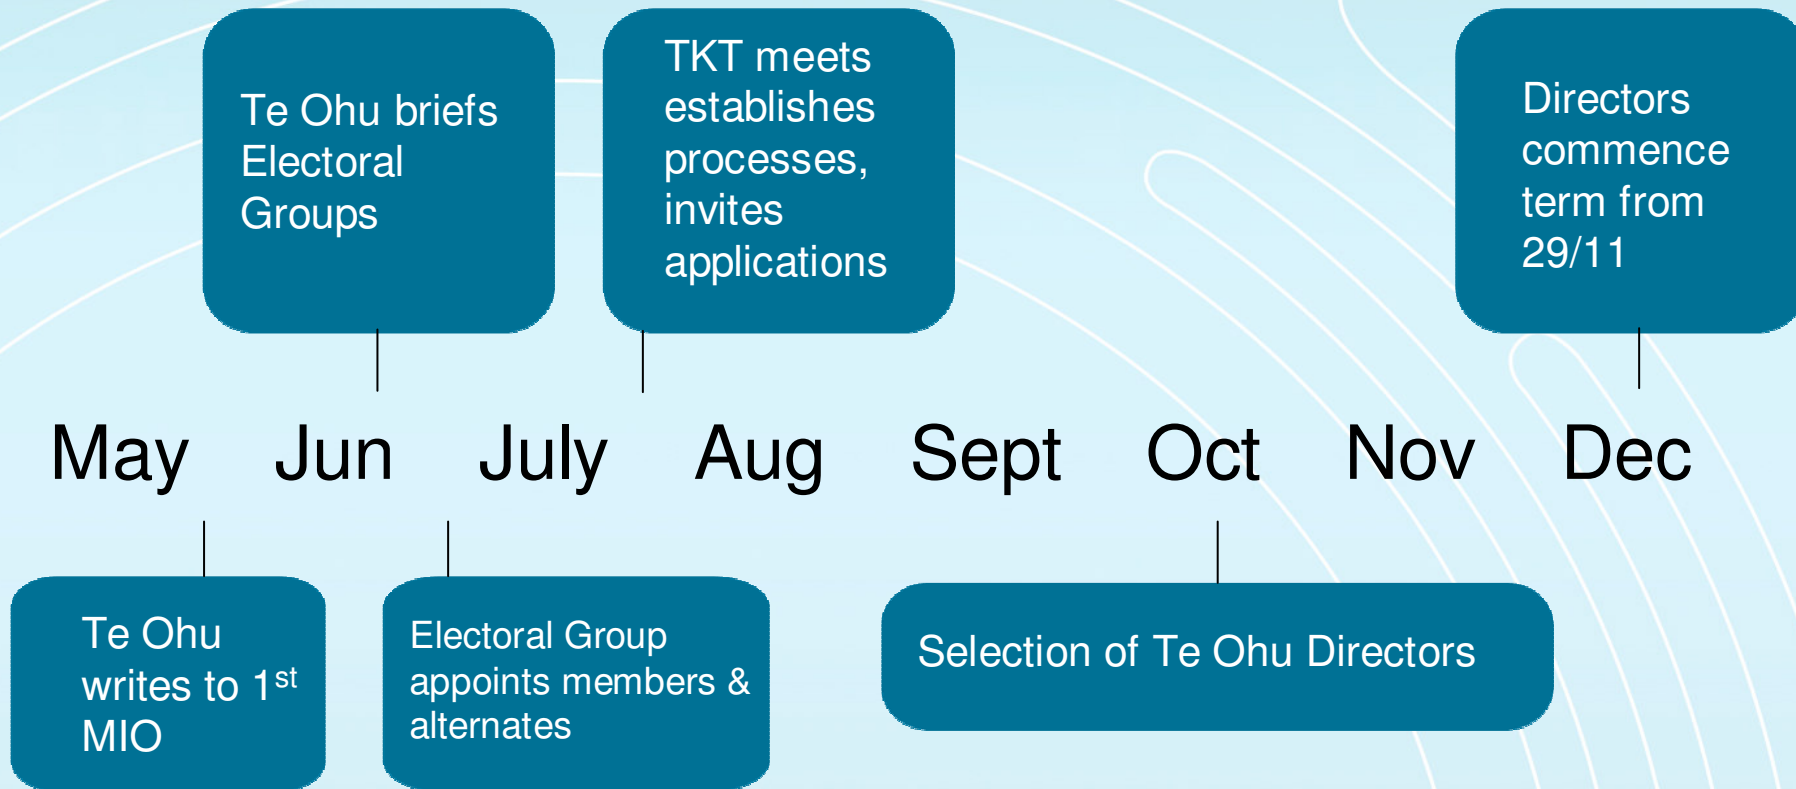 Te Ohu briefs
Electoral
Groups
TKT meets
establishes
processes,
invites
applications
Directors
commence
term from
29/11
May Jun July Aug Sept Oct Nov Dec
Te Ohu
writes to 1st
MIO
Electoral Group
appoints members &
alternates
Selection of Te Ohu Directors